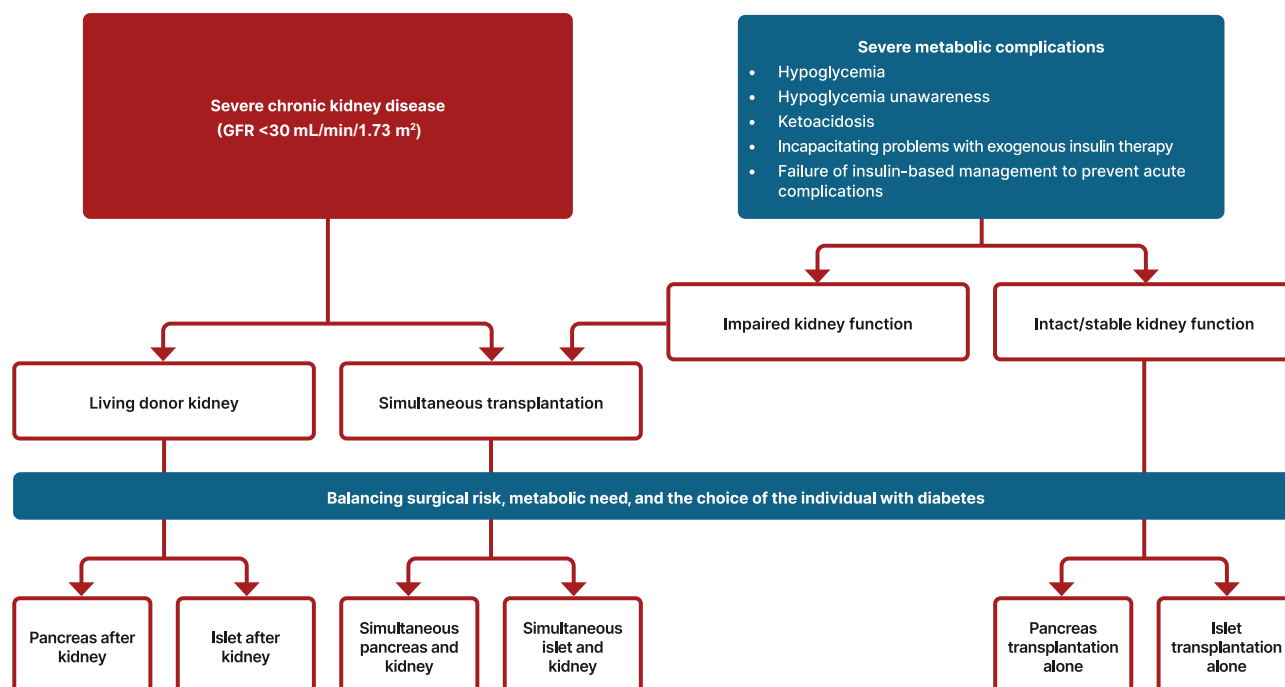 Severe chronic kidney disease
(GFR <30 mL/min/1.73 m²)
Severe metabolic complications
• Hypoglycemia
• Hypoglycemia unawareness
• Ketoacidosis
• Incapacitating problems with exogenous insulin therapy
• Failure of insulin-based management to prevent acute
complications
Impaired kidney function
Intact/stable kidney function
Living donor kidney
Simultaneous transplantation
Balancing surgical risk, metabolic need, and the choice of the individual with diabetes
Pancreas after
kidney
Islet after
kidney
Simultaneous
pancreas and
kidney
Simultaneous
islet and
kidney
Pancreas
transplantation
alone
Islet
transplantation
alone